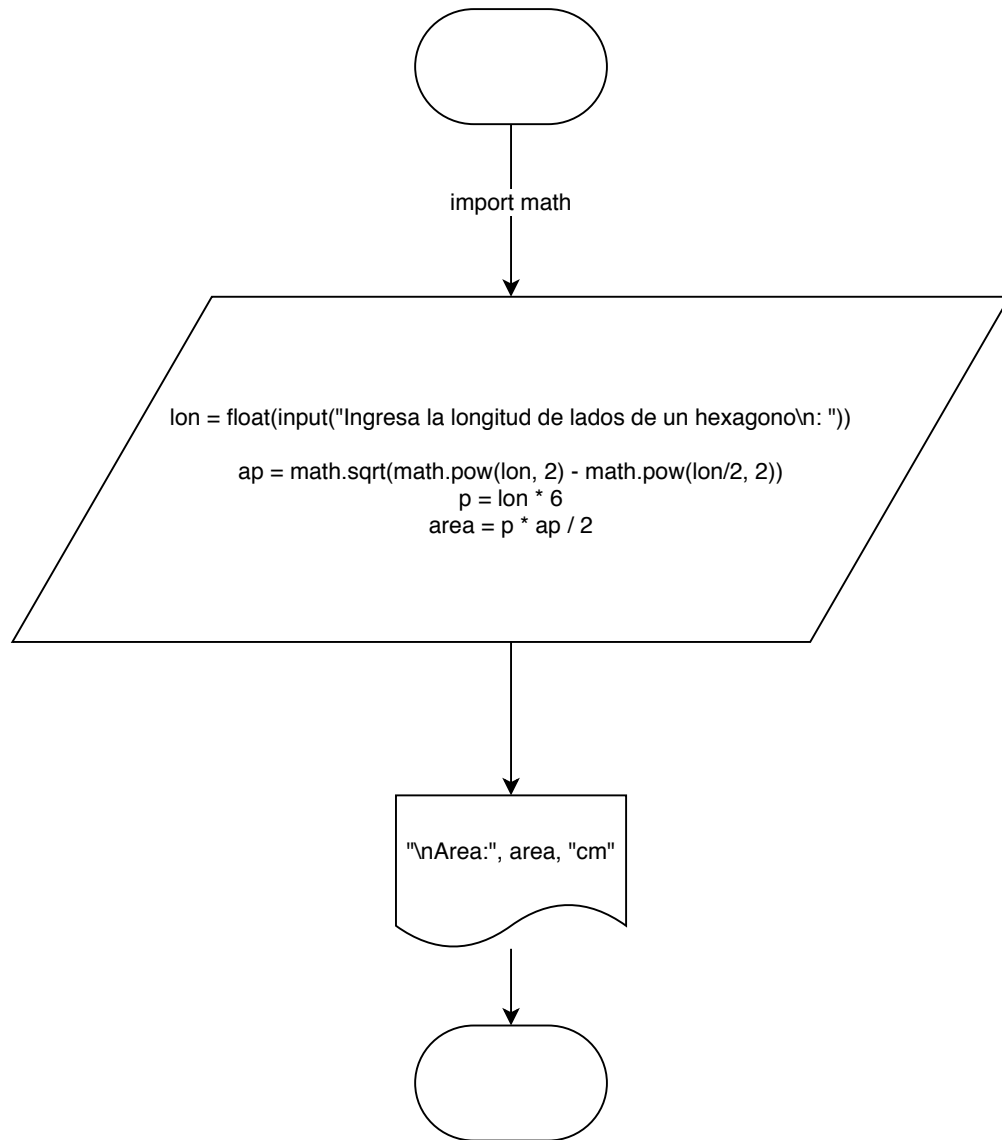 import math
lon = float(input("Ingresa la longitud de lados de un hexagono\n: "))
ap = math.sqrt(math.pow(lon, 2) - math.pow(lon/2, 2))
p = lon * 6
area = p * ap / 2
"\nArea:", area, "cm"